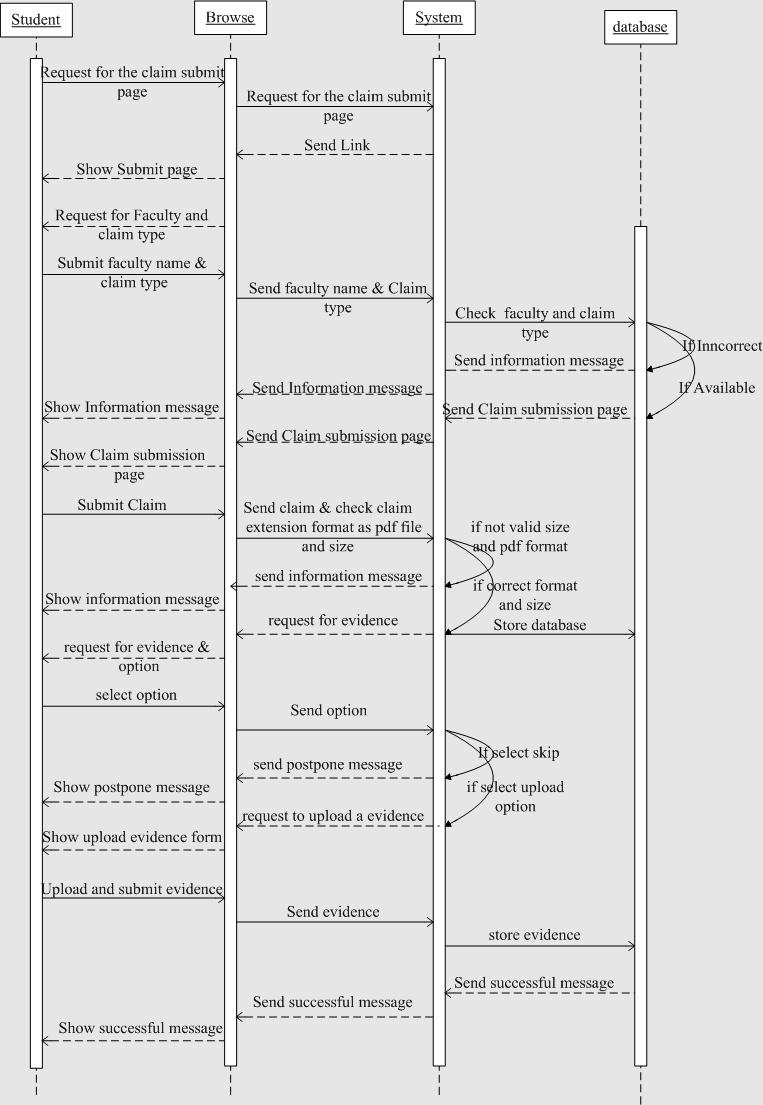 Student
Browse
System
database
Request for the claim submit
page
Request for the claim submit
page
Send Link
Show Submit page
Request for Faculty and
claim type
Submit faculty name &
claim type
Send faculty name & Claim
type
Check faculty and claim
type
If Inncorrect
Send information message
If Available
Send Information message
Show Information message
Send Claim submission page
Send Claim submission page
Show Claim submission
page
Submit Claim
Send claim & check claim
extension format as pdf file
and size
if not valid size
and pdf format
send information message
if correct format
and size
Show information message
request for evidence
Store database
request for evidence &
option
select option
Send option
If select skip
send postpone message
Show postpone message
if select upload
option
request to upload a evidence
Show upload evidence form
Upload and submit evidence
Send evidence
store evidence
Send successful message
Send successful message
Show successful message